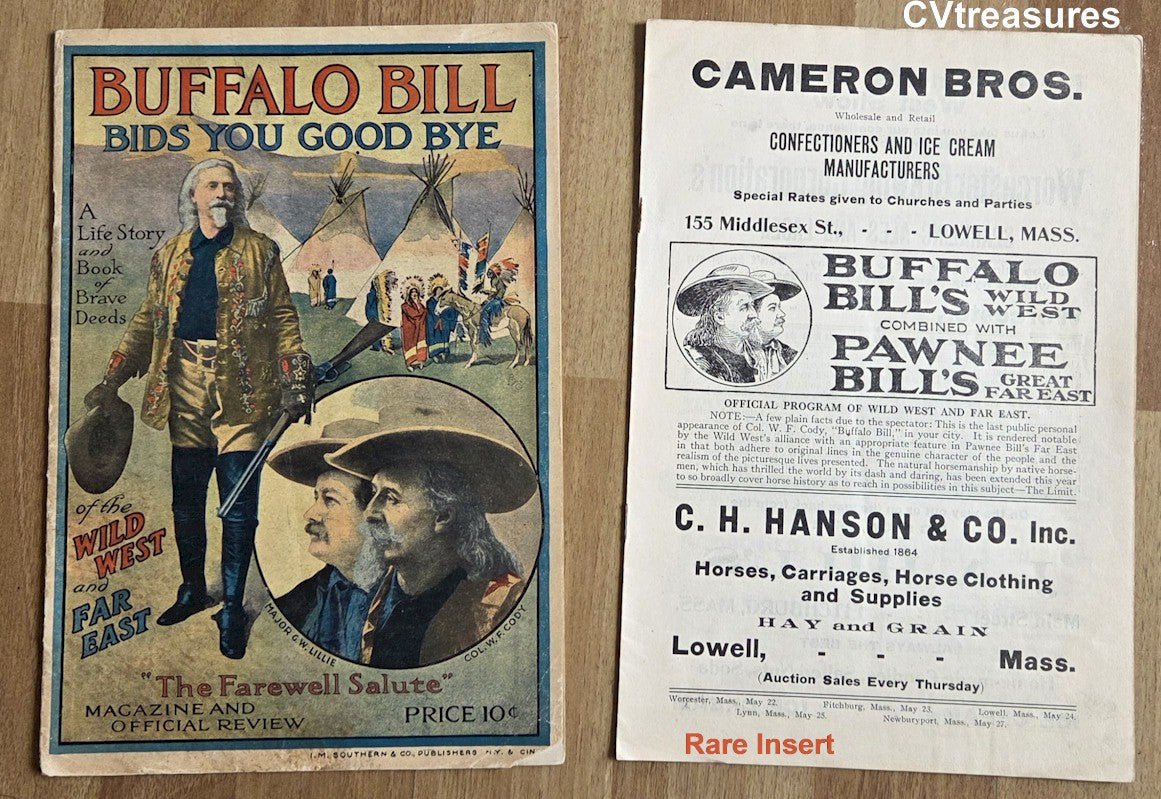 CVtreasures
BUFFALO BILL
BIDS YOU GOOD BYE
A
Life Story
and
Book
of
Brave
Deeds
of the
WILD
WEST
and
FAR
EAST
MAJOR G.W. LILLIE
COL. W.F. CODY
"The Farewell Salute"
MAGAZINE AND
OFFICIAL REVIEW
PRICE 10¢
I.M. SOUTHERN & CO., PUBLISHERS N.Y. & CIN
CAMERON BROS.
Wholesale and Retail
CONFECTIONERS AND ICE CREAM
MANUFACTURERS
Special Rates given to Churches and Parties
155 Middlesex St., - - - LOWELL, MASS.
BUFFALO
BILL'S WILD
WEST
COMBINED WITH
PAWNEE
BILL'S GREAT
FAR EAST
OFFICIAL PROGRAM OF WILD WEST AND FAR EAST.
NOTE:—A few plain facts due to the spectator: This is the last public personal
appearance of Col. W. F. Cody, "Buffalo Bill," in your city. It is rendered notable
by the Wild West's alliance with an appropriate feature in Pawnee Bill's Far East
in that both adhere to original lines in the genuine character of the people and the
realism of the picturesque lives presented. The natural horsemanship by native horse-
men, which has thrilled the world by its dash and daring, has been extended this year
to so broadly cover horse history as to reach in possibilities in this subject—The Limit.
C. H. HANSON & CO. Inc.
Established 1864
Horses, Carriages, Horse Clothing
and Supplies
HAY and GRAIN
Lowell, - - - Mass.
(Auction Sales Every Thursday)
Worcester, Mass., May 22. Fitchburg, Mass., May 23. Lowell, Mass., May 24.
Lynn, Mass., May 25. Newburyport, Mass., May 27.
Rare Insert